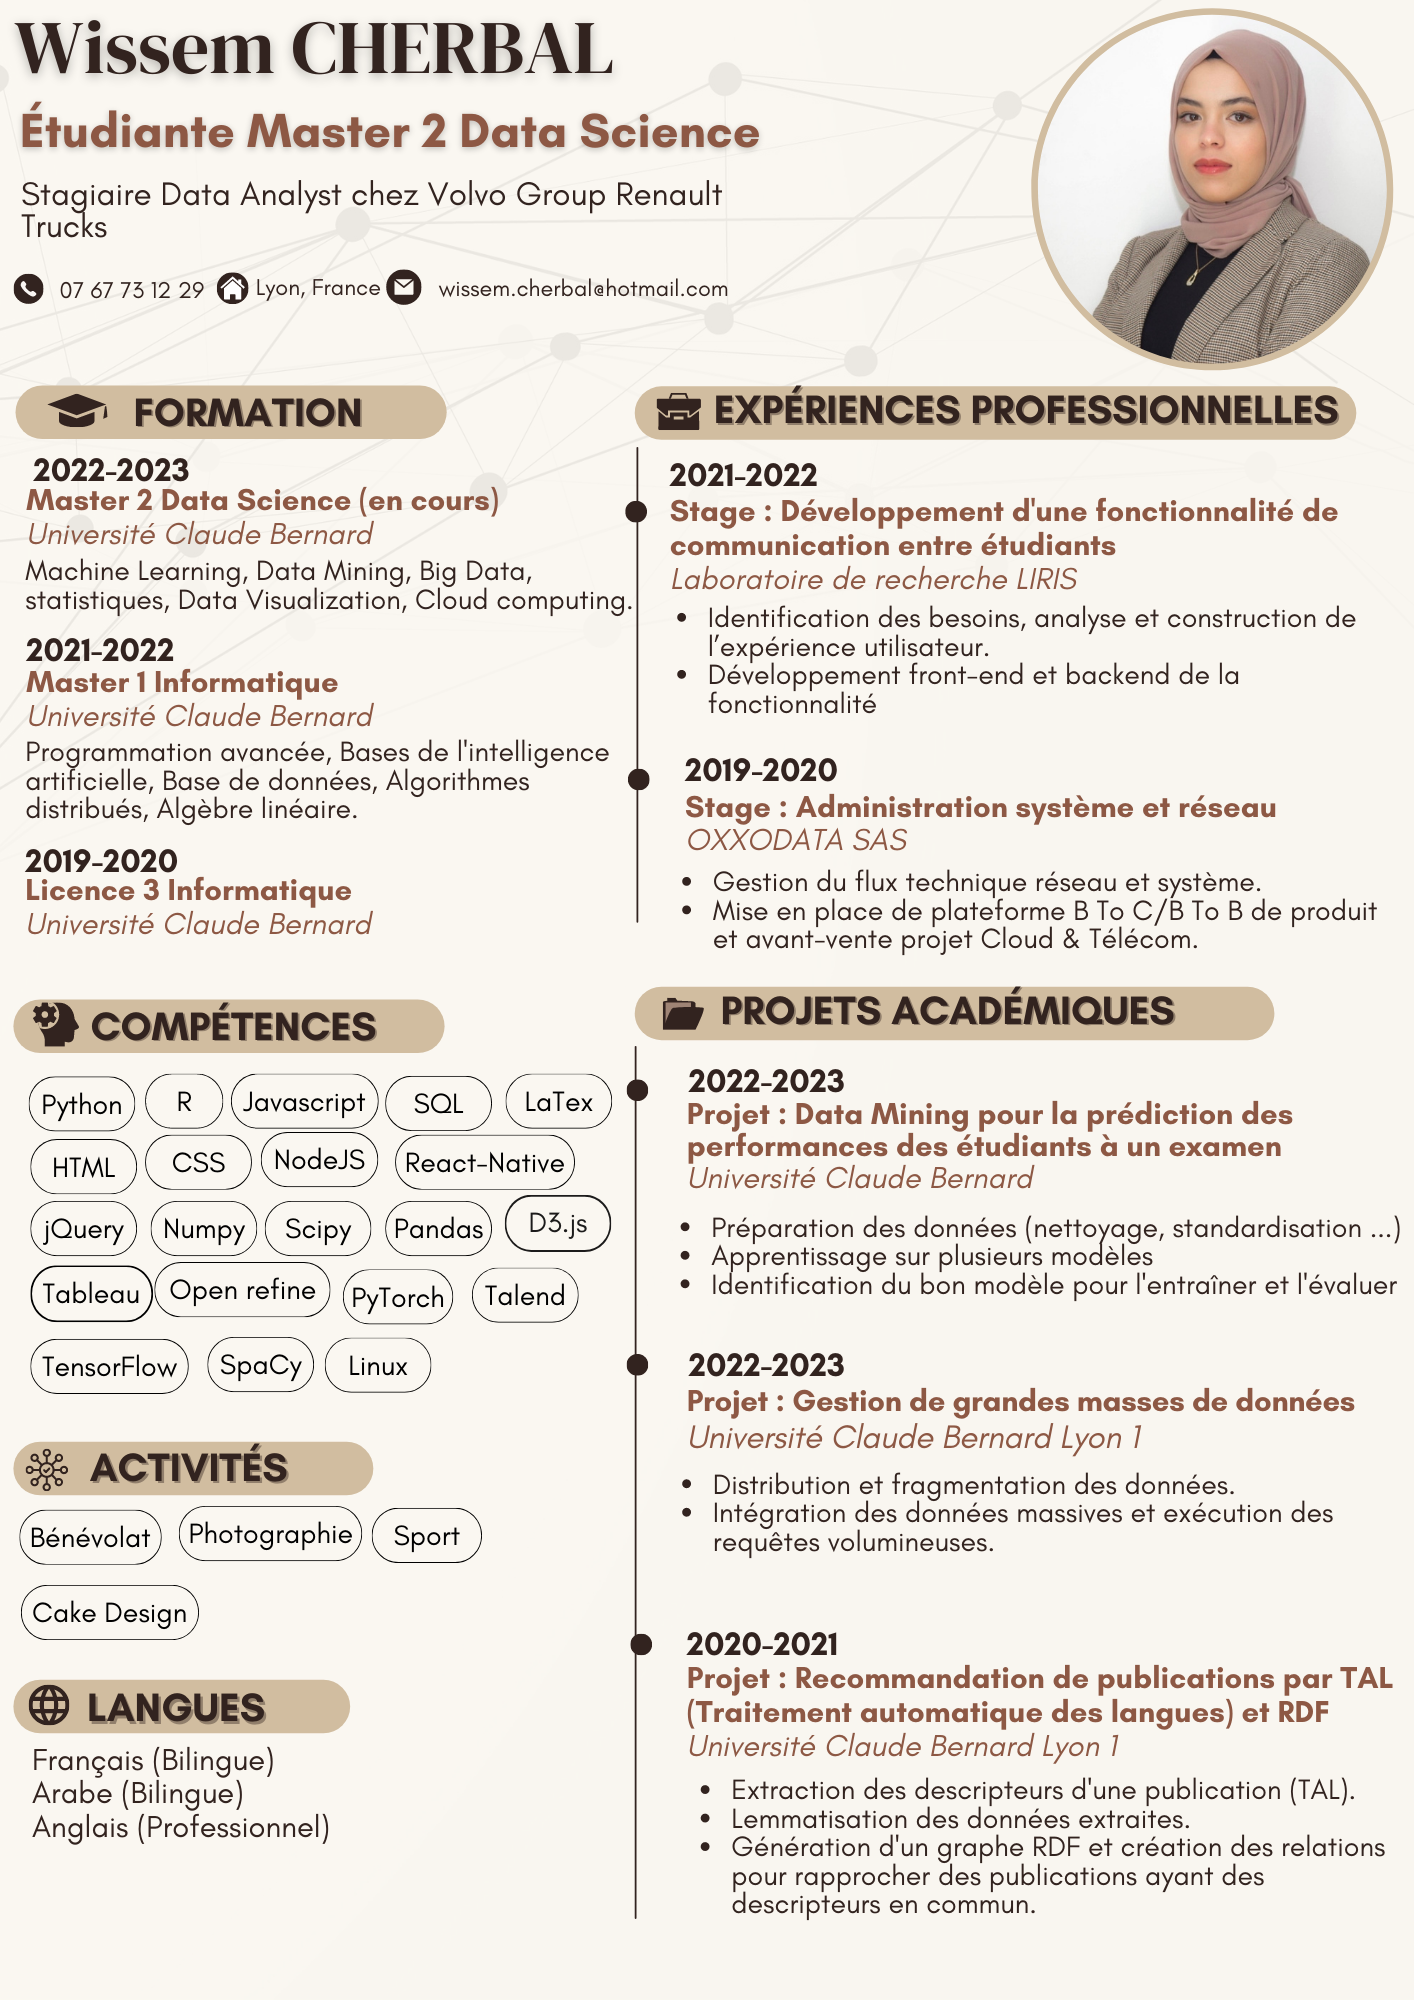 Wissem CHERBAL
Étudiante Master 2 Data Science
Stagiaire Data Analyst chez Volvo Group Renault
Trucks
07 67 73 12 29 Lyon, France wissem.cherbal@hotmail.com
FORMATION
2022-2023
Master 2 Data Science (en cours)
Université Claude Bernard
Machine Learning, Data Mining, Big Data,
statistiques, Data Visualization, Cloud computing.
2021-2022
Master 1 Informatique
Université Claude Bernard
Programmation avancée, Bases de l'intelligence
artificielle, Base de données, Algorithmes
distribués, Algèbre linéaire.
2019-2020
Licence 3 Informatique
Université Claude Bernard
COMPÉTENCES
Python R Javascript SQL LaTex
HTML CSS NodeJS React-Native
jQuery Numpy Scipy Pandas D3.js
Tableau Open refine PyTorch Talend
TensorFlow SpaCy Linux
ACTIVITÉS
Bénévolat Photographie Sport
Cake Design
LANGUES
Français (Bilingue)
Arabe (Bilingue)
Anglais (Professionnel)
EXPÉRIENCES PROFESSIONNELLES
2021-2022
Stage : Développement d'une fonctionnalité de
communication entre étudiants
Laboratoire de recherche LIRIS
• Identification des besoins, analyse et construction de
l’expérience utilisateur.
• Développement front-end et backend de la
fonctionnalité
2019-2020
Stage : Administration système et réseau
OXXODATA SAS
• Gestion du flux technique réseau et système.
• Mise en place de plateforme B To C/B To B de produit
et avant-vente projet Cloud & Télécom.
PROJETS ACADÉMIQUES
2022-2023
Projet : Data Mining pour la prédiction des
performances des étudiants à un examen
Université Claude Bernard
• Préparation des données (nettoyage, standardisation ...)
• Apprentissage sur plusieurs modèles
• Identification du bon modèle pour l'entraîner et l'évaluer
2022-2023
Projet : Gestion de grandes masses de données
Université Claude Bernard Lyon 1
• Distribution et fragmentation des données.
• Intégration des données massives et exécution des
requêtes volumineuses.
2020-2021
Projet : Recommandation de publications par TAL
(Traitement automatique des langues) et RDF
Université Claude Bernard Lyon 1
• Extraction des descripteurs d'une publication (TAL).
• Lemmatisation des données extraites.
• Génération d'un graphe RDF et création des relations
pour rapprocher des publications ayant des
descripteurs en commun.